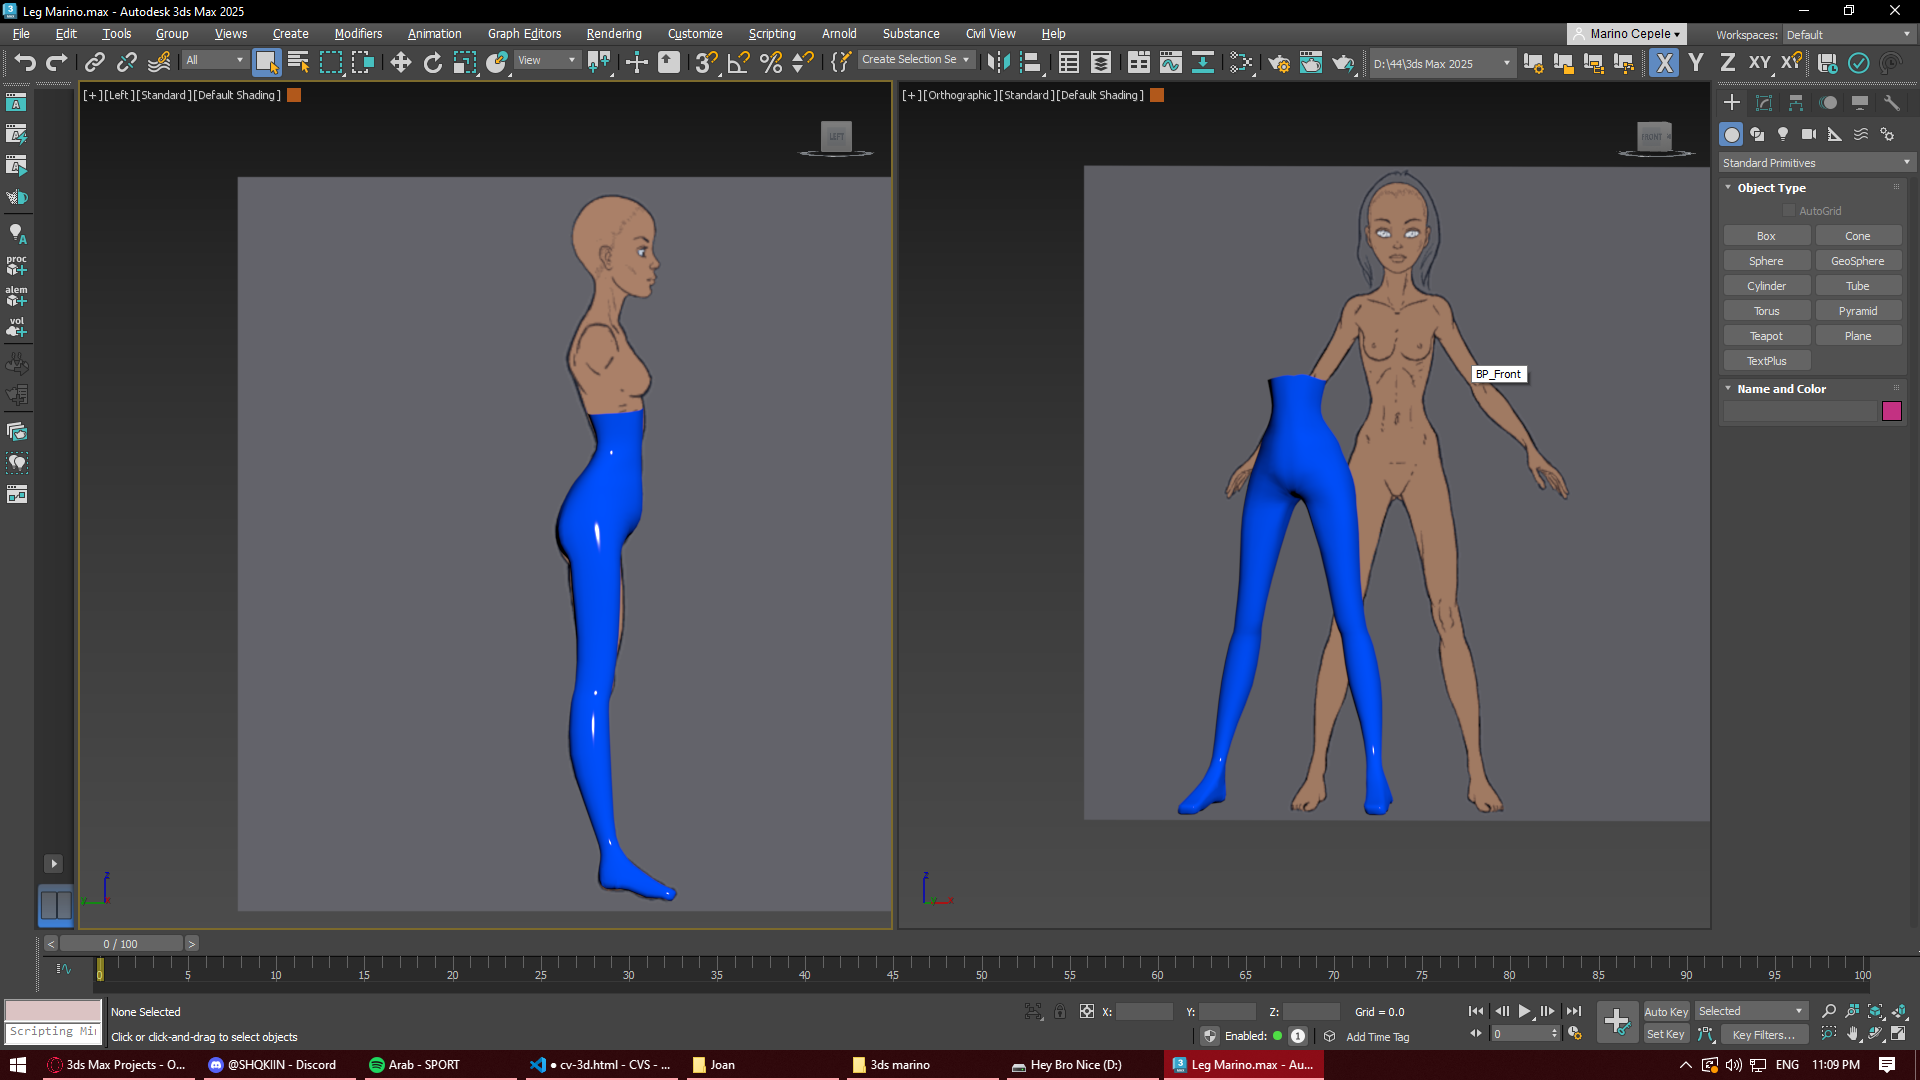 Leg Marino.max - Autodesk 3ds Max 2025
File Edit Tools Group Views Create Modifiers Animation Graph Editors Rendering Customize Scripting Arnold Substance Civil View Help
Marino Cepele
Workspaces: Default
All
View
Create Selection Se
D:\44\3ds Max 2025
X Y Z XY XY
[+][Left][Standard][Default Shading]
[+][Orthographic][Standard][Default Shading]
LEFT
FRONT
Standard Primitives
Object Type
AutoGrid
Box Cone
Sphere GeoSphere
Cylinder Tube
Torus Pyramid
Teapot Plane
TextPlus
Name and Color
proc
alem
vol
BP_Front
0 / 100
0 5 10 15 20 25 30 35 40 45 50 55 60 65 70 75 80 85 90 95 100
None Selected
X: Y: Z: Grid = 0.0
Auto Key Selected
Scripting Mi
Click or click-and-drag to select objects
Enabled: 1 Add Time Tag
0
Set Key Key Filters...
3ds Max Projects - O...
@SHQKIIN - Discord
Arab - SPORT
● cv-3d.html - CVS - ...
Joan
3ds marino
Hey Bro Nice (D:)
Leg Marino.max - Au...
ENG
11:09 PM